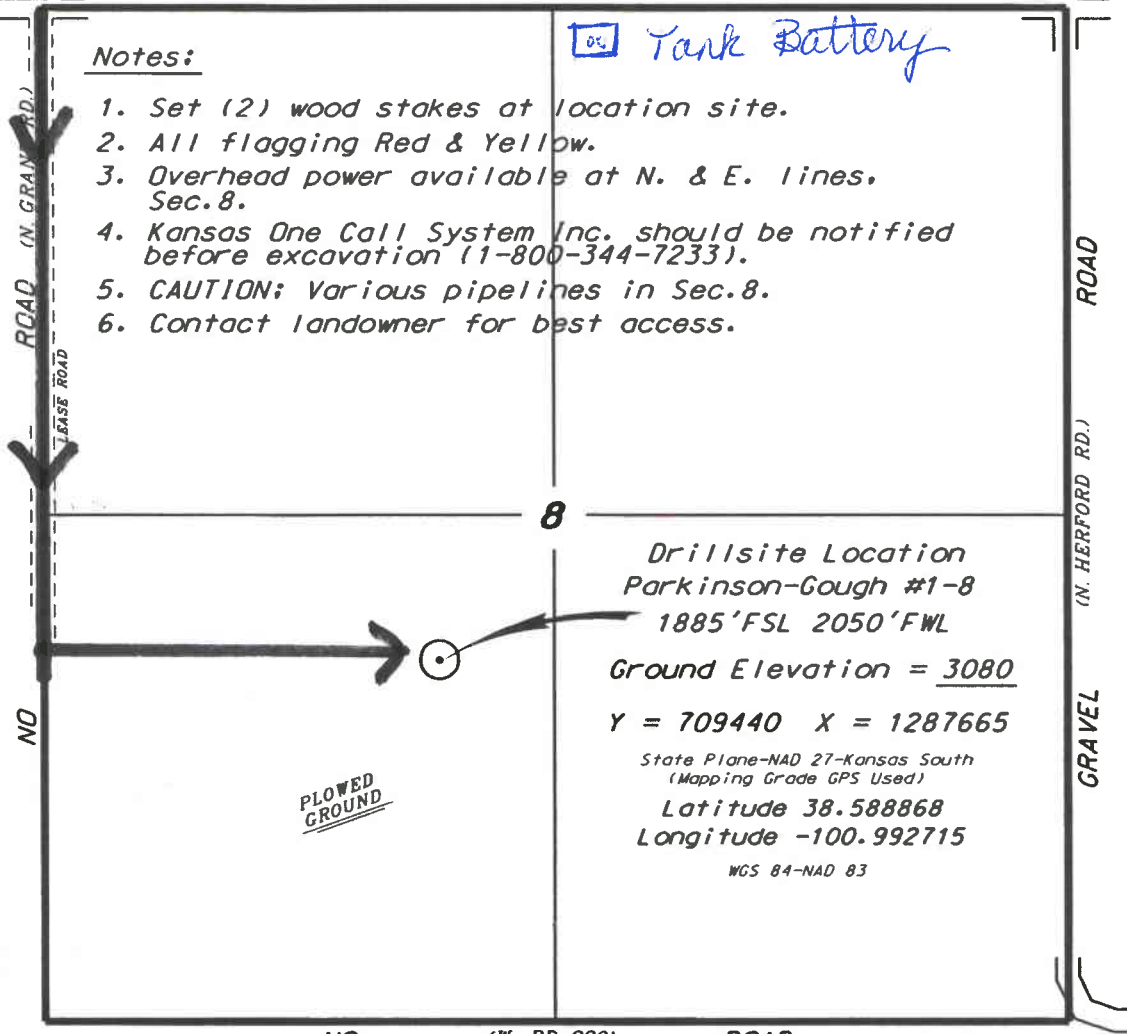 Tank Battery
Notes:
1. Set (2) wood stakes at location site.
2. All flagging Red & Yellow.
3. Overhead power available at N. & E. lines,
Sec.8.
4. Kansas One Call System Inc. should be notified
before excavation (1-800-344-7233).
5. CAUTION: Various pipelines in Sec.8.
6. Contact landowner for best access.
ROAD
LEASE ROAD
NO
8
Drillsite Location
Parkinson-Gough #1-8
1885'FSL 2050'FWL
Ground Elevation = 3080
Y = 709440 X = 1287665
State Plane-NAD 27-Kansas South
(Mapping Grade GPS Used)
Latitude 38.588868
Longitude -100.992715
WGS 84-NAD 83
PLOWED
GROUND
ROAD
(N. HERFORD RD.)
GRAVEL